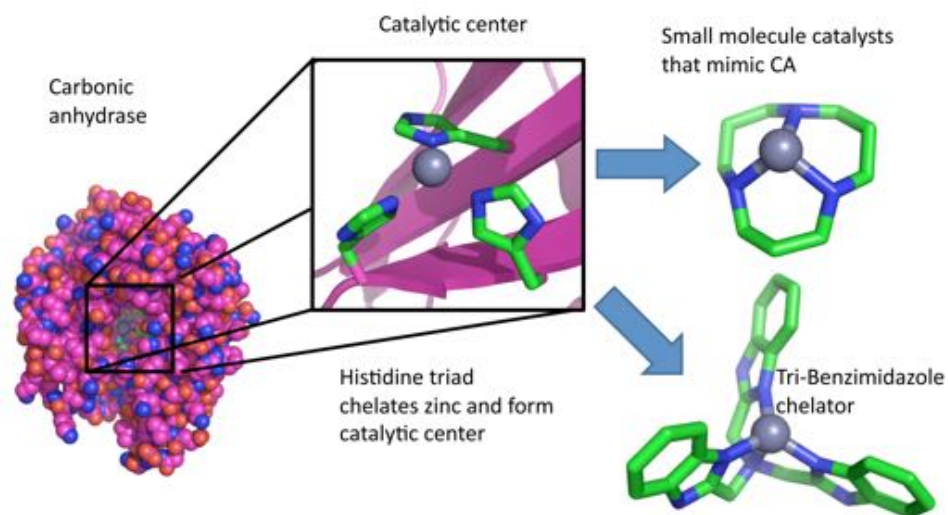 Carbonic
anhydrase
Catalytic center
Histidine triad
chelates zinc and form
catalytic center
Small molecule catalysts
that mimic CA
Tri-Benzimidazole
chelator